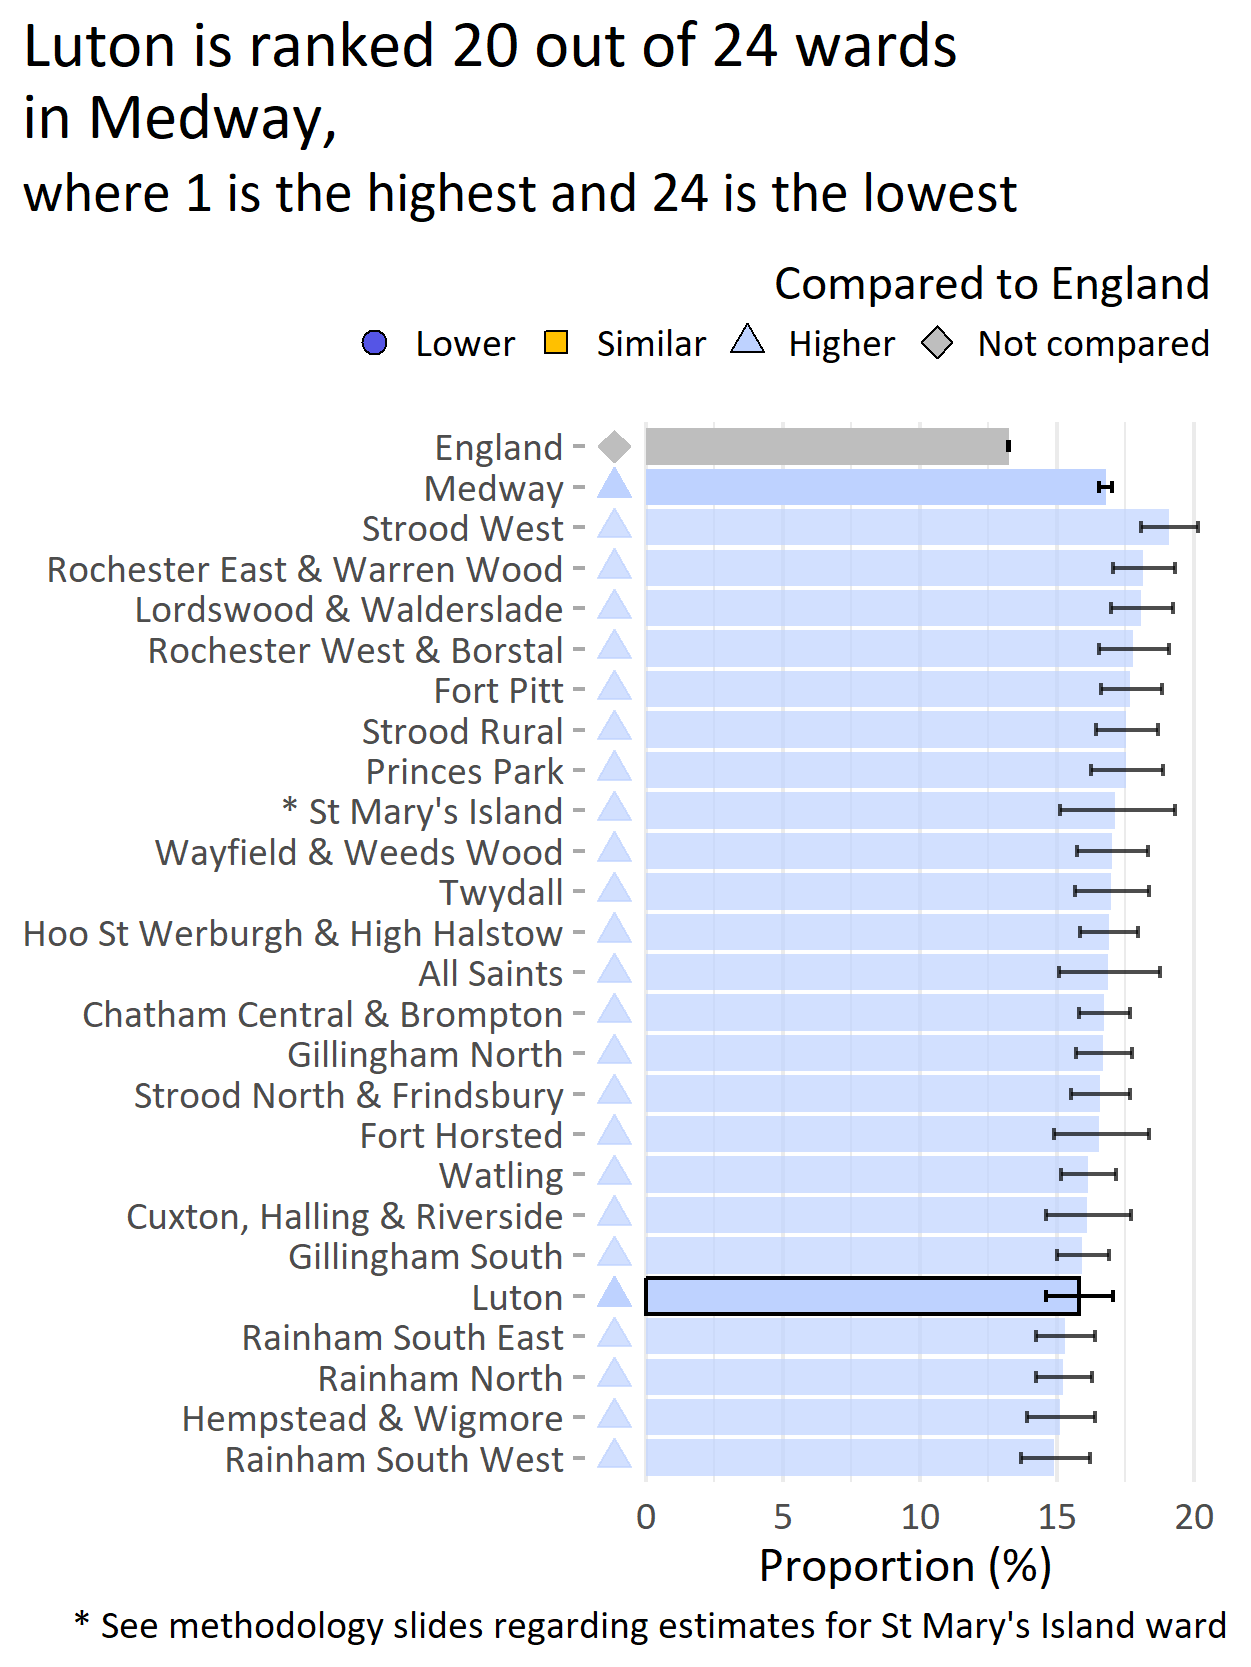 Luton is ranked 20 out of 24 wards
in Medway,
where 1 is the highest and 24 is the lowest
Compared to England
Lower Similar Higher Not compared
England
Medway
Strood West
Rochester East & Warren Wood
Lordswood & Walderslade
Rochester West & Borstal
Fort Pitt
Strood Rural
Princes Park
* St Mary's Island
Wayfield & Weeds Wood
Twydall
Hoo St Werburgh & High Halstow
All Saints
Chatham Central & Brompton
Gillingham North
Strood North & Frindsbury
Fort Horsted
Watling
Cuxton, Halling & Riverside
Gillingham South
Luton
Rainham South East
Rainham North
Hempstead & Wigmore
Rainham South West
0 5 10 15 20
Proportion (%)
* See methodology slides regarding estimates for St Mary's Island ward